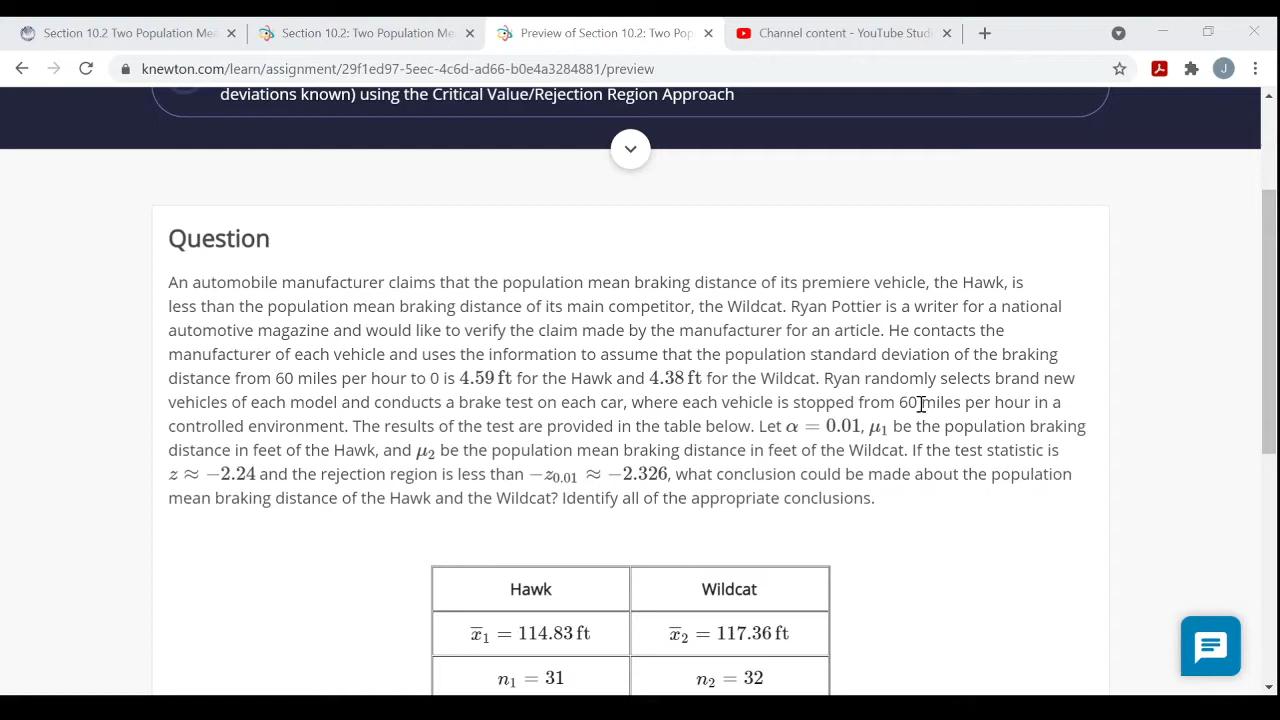 Section 10.2 Two Population Mea
Section 10.2: Two Population Me
Preview of Section 10.2: Two Pop
Channel content - YouTube Studi
knewton.com/learn/assignment/29f1ed97-5eec-4c6d-ad66-b0e4a3284881/preview
J
deviations known) using the Critical Value/Rejection Region Approach
Question
An automobile manufacturer claims that the population mean braking distance of its premiere vehicle, the Hawk, is
less than the population mean braking distance of its main competitor, the Wildcat. Ryan Pottier is a writer for a national
automotive magazine and would like to verify the claim made by the manufacturer for an article. He contacts the
manufacturer of each vehicle and uses the information to assume that the population standard deviation of the braking
distance from 60 miles per hour to 0 is 4.59 ft for the Hawk and 4.38 ft for the Wildcat. Ryan randomly selects brand new
vehicles of each model and conducts a brake test on each car, where each vehicle is stopped from 60 miles per hour in a
controlled environment. The results of the test are provided in the table below. Let α = 0.01, μ₁ be the population braking
distance in feet of the Hawk, and μ₂ be the population mean braking distance in feet of the Wildcat. If the test statistic is
z ≈ −2.24 and the rejection region is less than −z₀.₀₁ ≈ −2.326, what conclusion could be made about the population
mean braking distance of the Hawk and the Wildcat? Identify all of the appropriate conclusions.
Hawk Wildcat
x̅₁ = 114.83 ft x̅₂ = 117.36 ft
n₁ = 31 n₂ = 32